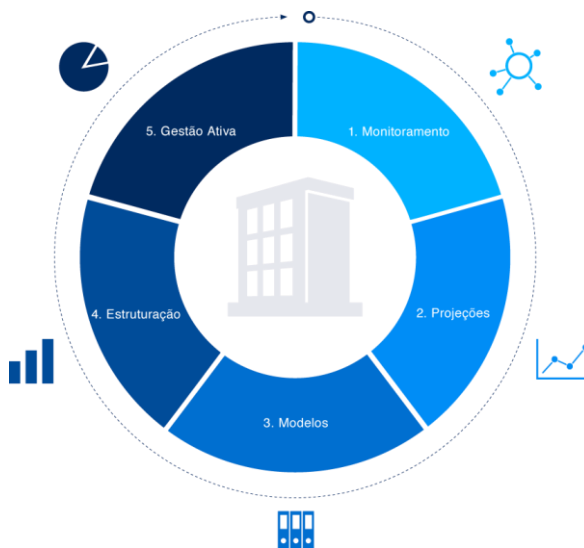 1. Monitoramento
2. Projeções
3. Modelos
4. Estruturação
5. Gestão Ativa